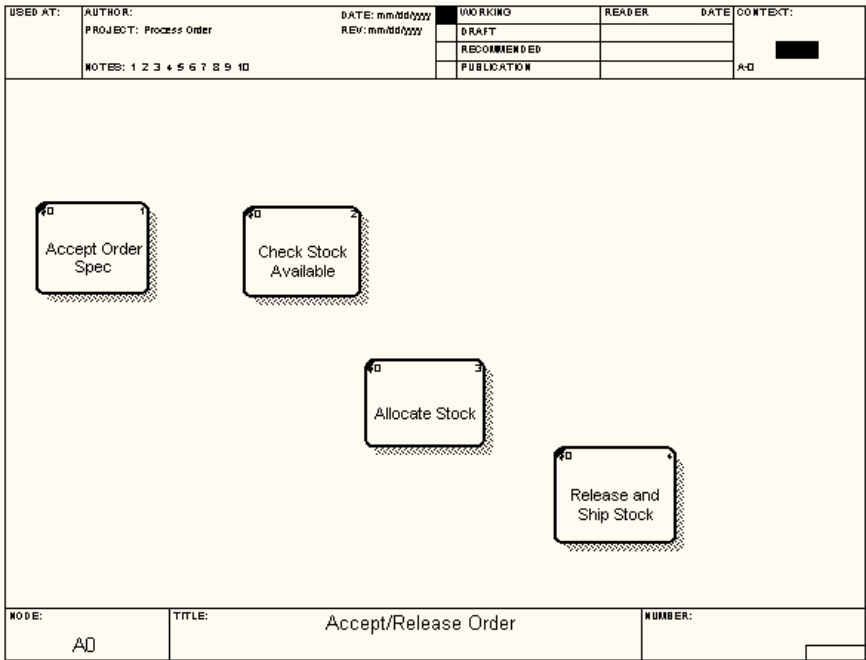 USED AT:
AUTHOR:
DATE: mm/dd/yyyy
WORKING
READER
DATE
CONTEXT:
PROJECT: Process Order
REV: mm/dd/yyyy
DRAFT
RECOMMENDED
NOTES: 1 2 3 4 5 6 7 8 9 10
PUBLICATION
A-0
$0
1
Accept Order
Spec
$0
2
Check Stock
Available
$0
3
Allocate Stock
$0
4
Release and
Ship Stock
NODE:
A0
TITLE:
Accept/Release Order
NUMBER: